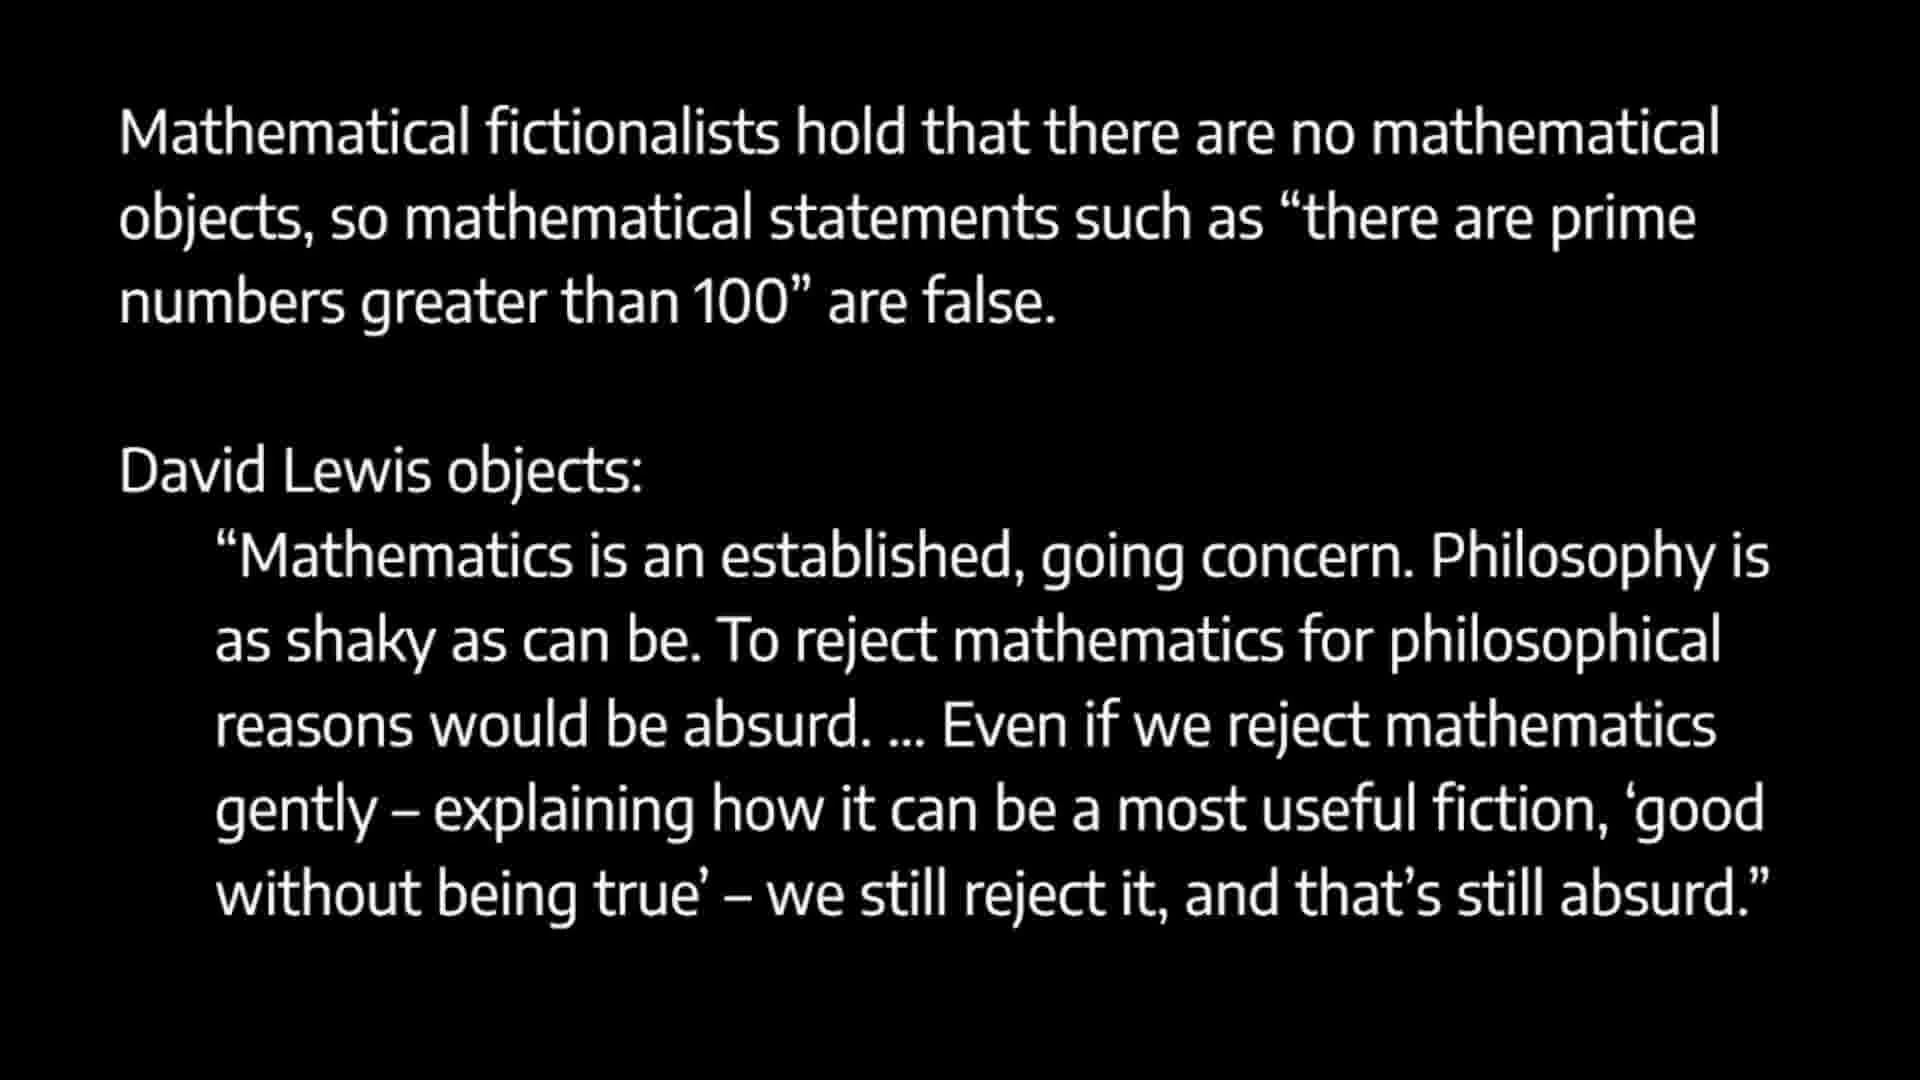 Mathematical fictionalists hold that there are no mathematical
objects, so mathematical statements such as “there are prime
numbers greater than 100” are false.
David Lewis objects:
“Mathematics is an established, going concern. Philosophy is
as shaky as can be. To reject mathematics for philosophical
reasons would be absurd. ... Even if we reject mathematics
gently – explaining how it can be a most useful fiction, ‘good
without being true’ – we still reject it, and that’s still absurd.”